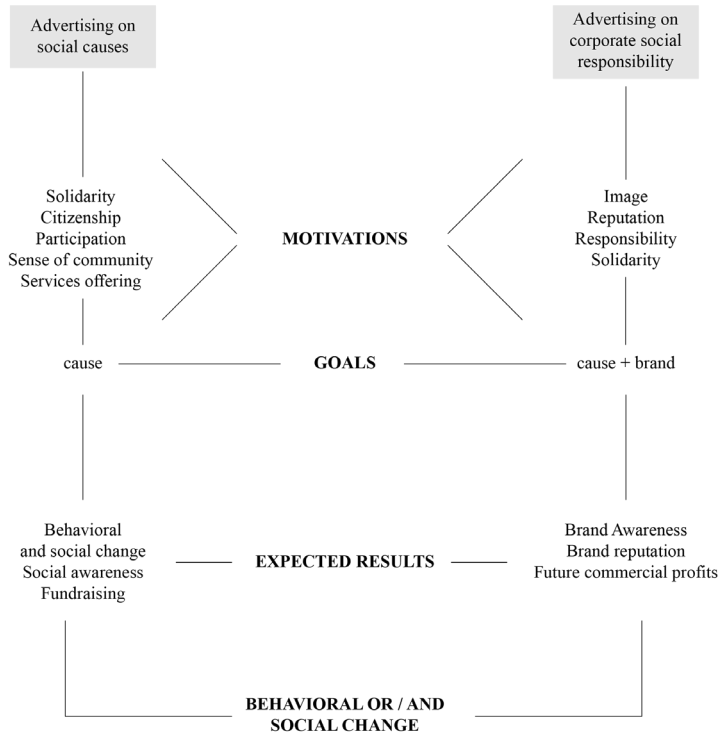 Advertising on
social causes
Advertising on
corporate social
responsibility
Solidarity
Citizenship
Participation
Sense of community
Services offering
MOTIVATIONS
Image
Reputation
Responsibility
Solidarity
cause
GOALS
cause + brand
Behavioral
and social change
Social awareness
Fundraising
EXPECTED RESULTS
Brand Awareness
Brand reputation
Future commercial profits
BEHAVIORAL OR / AND
SOCIAL CHANGE